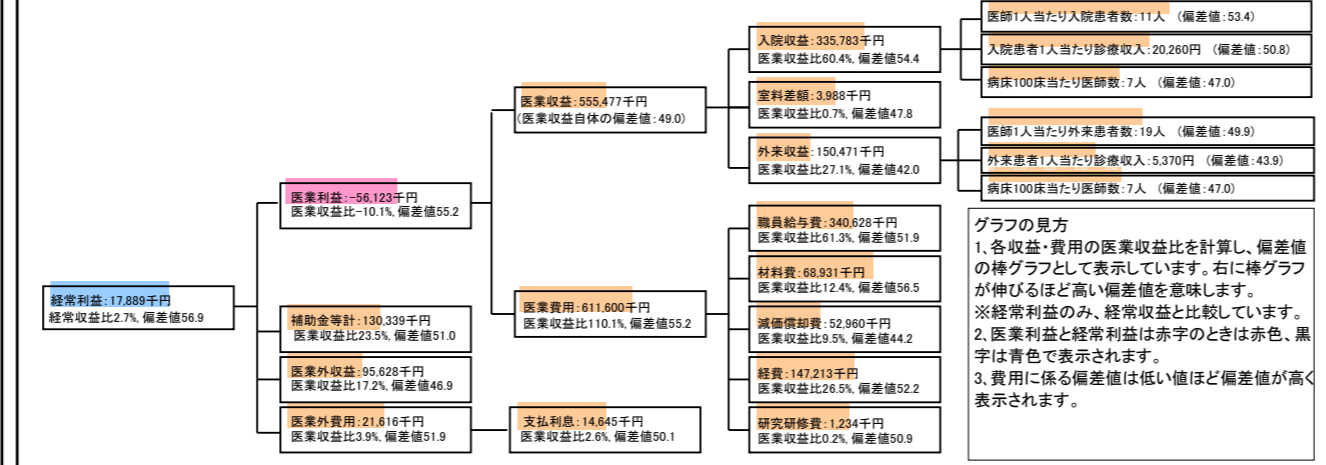 経常利益:17,889千円
経常収支比2.7%, 偏差値56.9
医業利益:-56,123千円
医業収益比-10.1%, 偏差値55.2
補助金等計:130,339千円
医業収益比23.5%, 偏差値51.0
医業外収益:95,628千円
医業収益比17.2%, 偏差値46.9
医業外費用:21,616千円
医業収益比3.9%, 偏差値51.9
支払利息:14,645千円
医業収益比2.6%, 偏差値50.1
医業収益:555,477千円
(医業収益自体の偏差値:49.0)
医業費用:611,600千円
医業収益比110.1%, 偏差値55.2
入院収益:335,783千円
医業収益比60.4%, 偏差値54.4
室料差額:3,988千円
医業収益比0.7%, 偏差値47.8
外来収益:150,471千円
医業収益比27.1%, 偏差値42.0
職員給与費:340,628千円
医業収益比61.3%, 偏差値51.9
材料費:68,931千円
医業収益比12.4%, 偏差値56.5
減価償却費:52,960千円
医業収益比9.5%, 偏差値44.2
経費:147,213千円
医業収益比26.5%, 偏差値52.2
研究研修費:1,234千円
医業収益比0.2%, 偏差値50.9
医師1人当たり入院患者数:11人 (偏差値:53.4)
入院患者1人当たり診療収入:20,260円 (偏差値:50.8)
病床100床当たり医師数:7人 (偏差値:47.0)
医師1人当たり外来患者数:19人 (偏差値:49.9)
外来患者1人当たり診療収入:5,370円 (偏差値:43.9)
病床100床当たり医師数:7人 (偏差値:47.0)
グラフの見方
1、各収益・費用の医業収益比を計算し、偏差値
の棒グラフとして表示しています。右に棒グラフ
が伸びるほど高い偏差値を意味します。
※経常利益のみ、経常収益と比較しています。
2、医業利益と経常利益は赤字のときは赤色、黒
字は青色で表示されます。
3、費用に係る偏差値は低い値ほど偏差値が高く
表示されます。